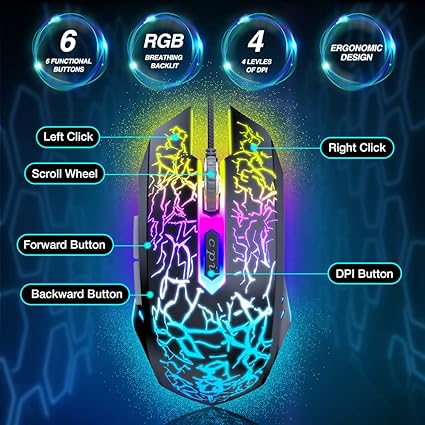 6
6 FUNCTIONAL
BUTTONS
RGB
BREATHING
BACKLIT
4
4 LEVLES
OF DPI
ERGONOMIC
DESIGN
Left Click
Right Click
Scroll Wheel
Forward Button
cpi
DPI Button
Backward Button